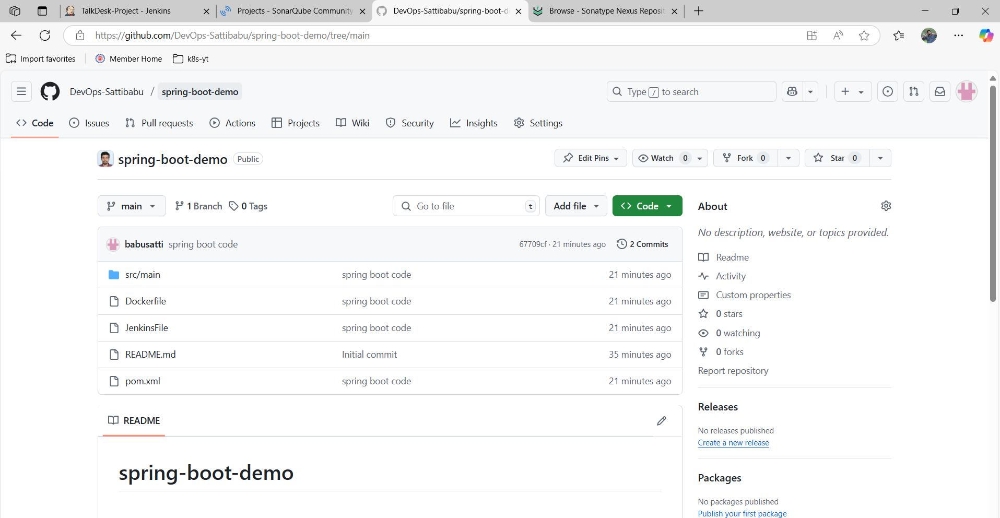 TalkDesk-Project - Jenkins
Projects - SonarQube Community
DevOps-Sattibabu/spring-boot-d
Browse - Sonatype Nexus Reposit
https://github.com/DevOps-Sattibabu/spring-boot-demo/tree/main
Import favorites
Member Home
k8s-yt
DevOps-Sattibabu / spring-boot-demo
Type / to search
Code
Issues
Pull requests
Actions
Projects
Wiki
Security
Insights
Settings
spring-boot-demo
Public
Edit Pins
Watch 0
Fork 0
Star 0
main
1 Branch
0 Tags
Go to file
t
Add file
Code
babusatti spring boot code
67709cf · 21 minutes ago
2 Commits
src/main spring boot code 21 minutes ago
Dockerfile spring boot code 21 minutes ago
JenkinsFile spring boot code 21 minutes ago
README.md Initial commit 35 minutes ago
pom.xml spring boot code 21 minutes ago
README
spring-boot-demo
About
No description, website, or topics provided.
Readme
Activity
Custom properties
0 stars
0 watching
0 forks
Report repository
Releases
No releases published
Create a new release
Packages
No packages published
Publish your first package